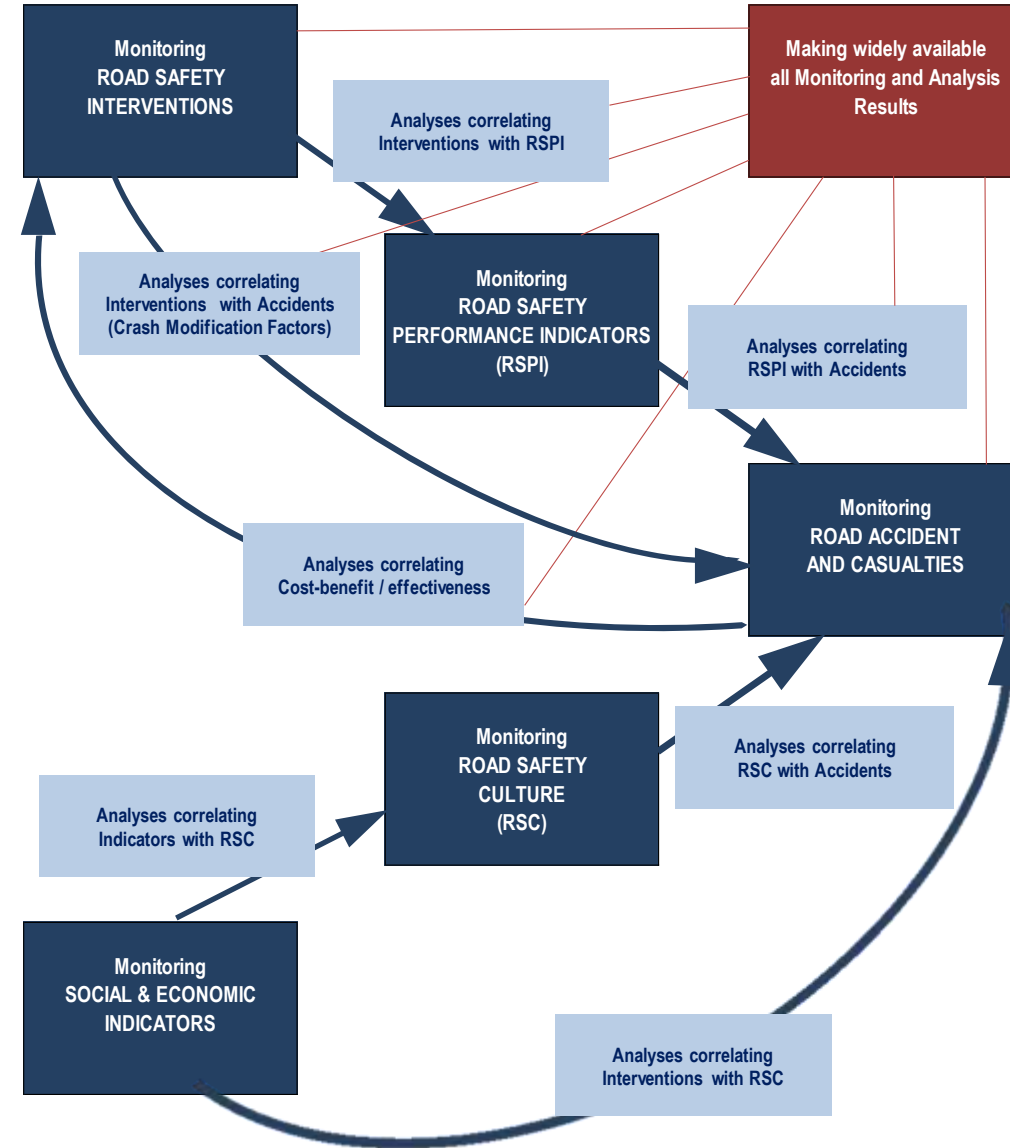 Monitoring
ROAD SAFETY
INTERVENTIONS
Making widely available
all Monitoring and Analysis
Results
Analyses correlating
Interventions with RSPI
Analyses correlating
Interventions with Accidents
(Crash Modification Factors)
Monitoring
ROAD SAFETY
PERFORMANCE INDICATORS
(RSPI)
Analyses correlating
RSPI with Accidents
Monitoring
ROAD ACCIDENT
AND CASUALTIES
Analyses correlating
Cost-benefit / effectiveness
Monitoring
ROAD SAFETY
CULTURE
(RSC)
Analyses correlating
RSC with Accidents
Analyses correlating
Indicators with RSC
Monitoring
SOCIAL & ECONOMIC
INDICATORS
Analyses correlating
Interventions with RSC